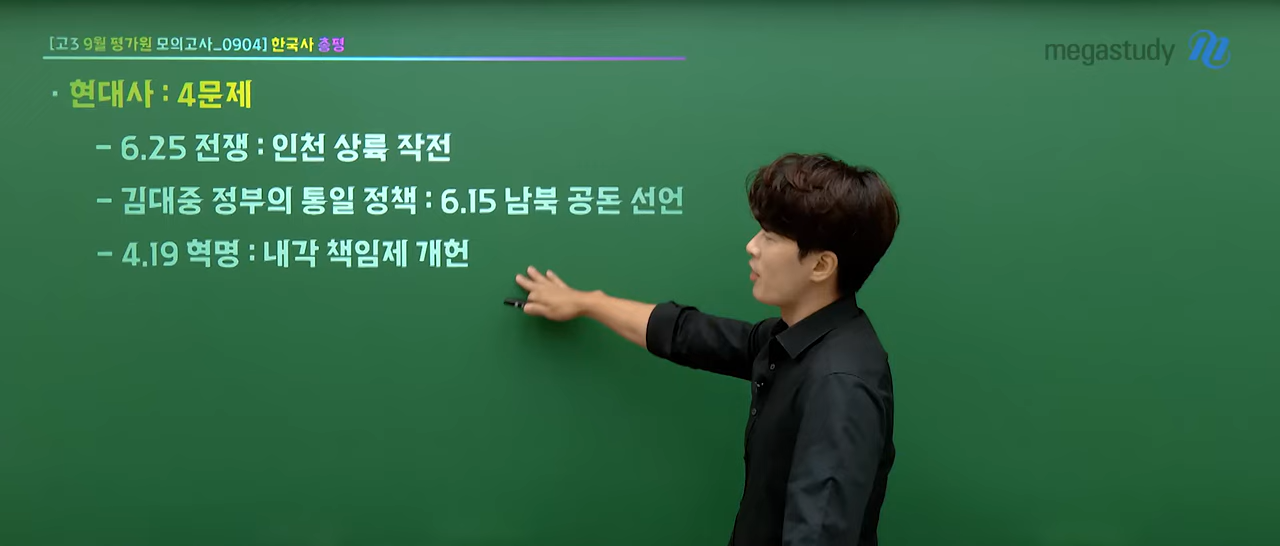 [고3 9월 평가원 모의고사_0904] 한국사 총평
megastudy
· 현대사 : 4문제
- 6.25 전쟁 : 인천 상륙 작전
- 김대중 정부의 통일 정책 : 6.15 남북 공돈 선언
- 4.19 혁명 : 내각 책임제 개헌